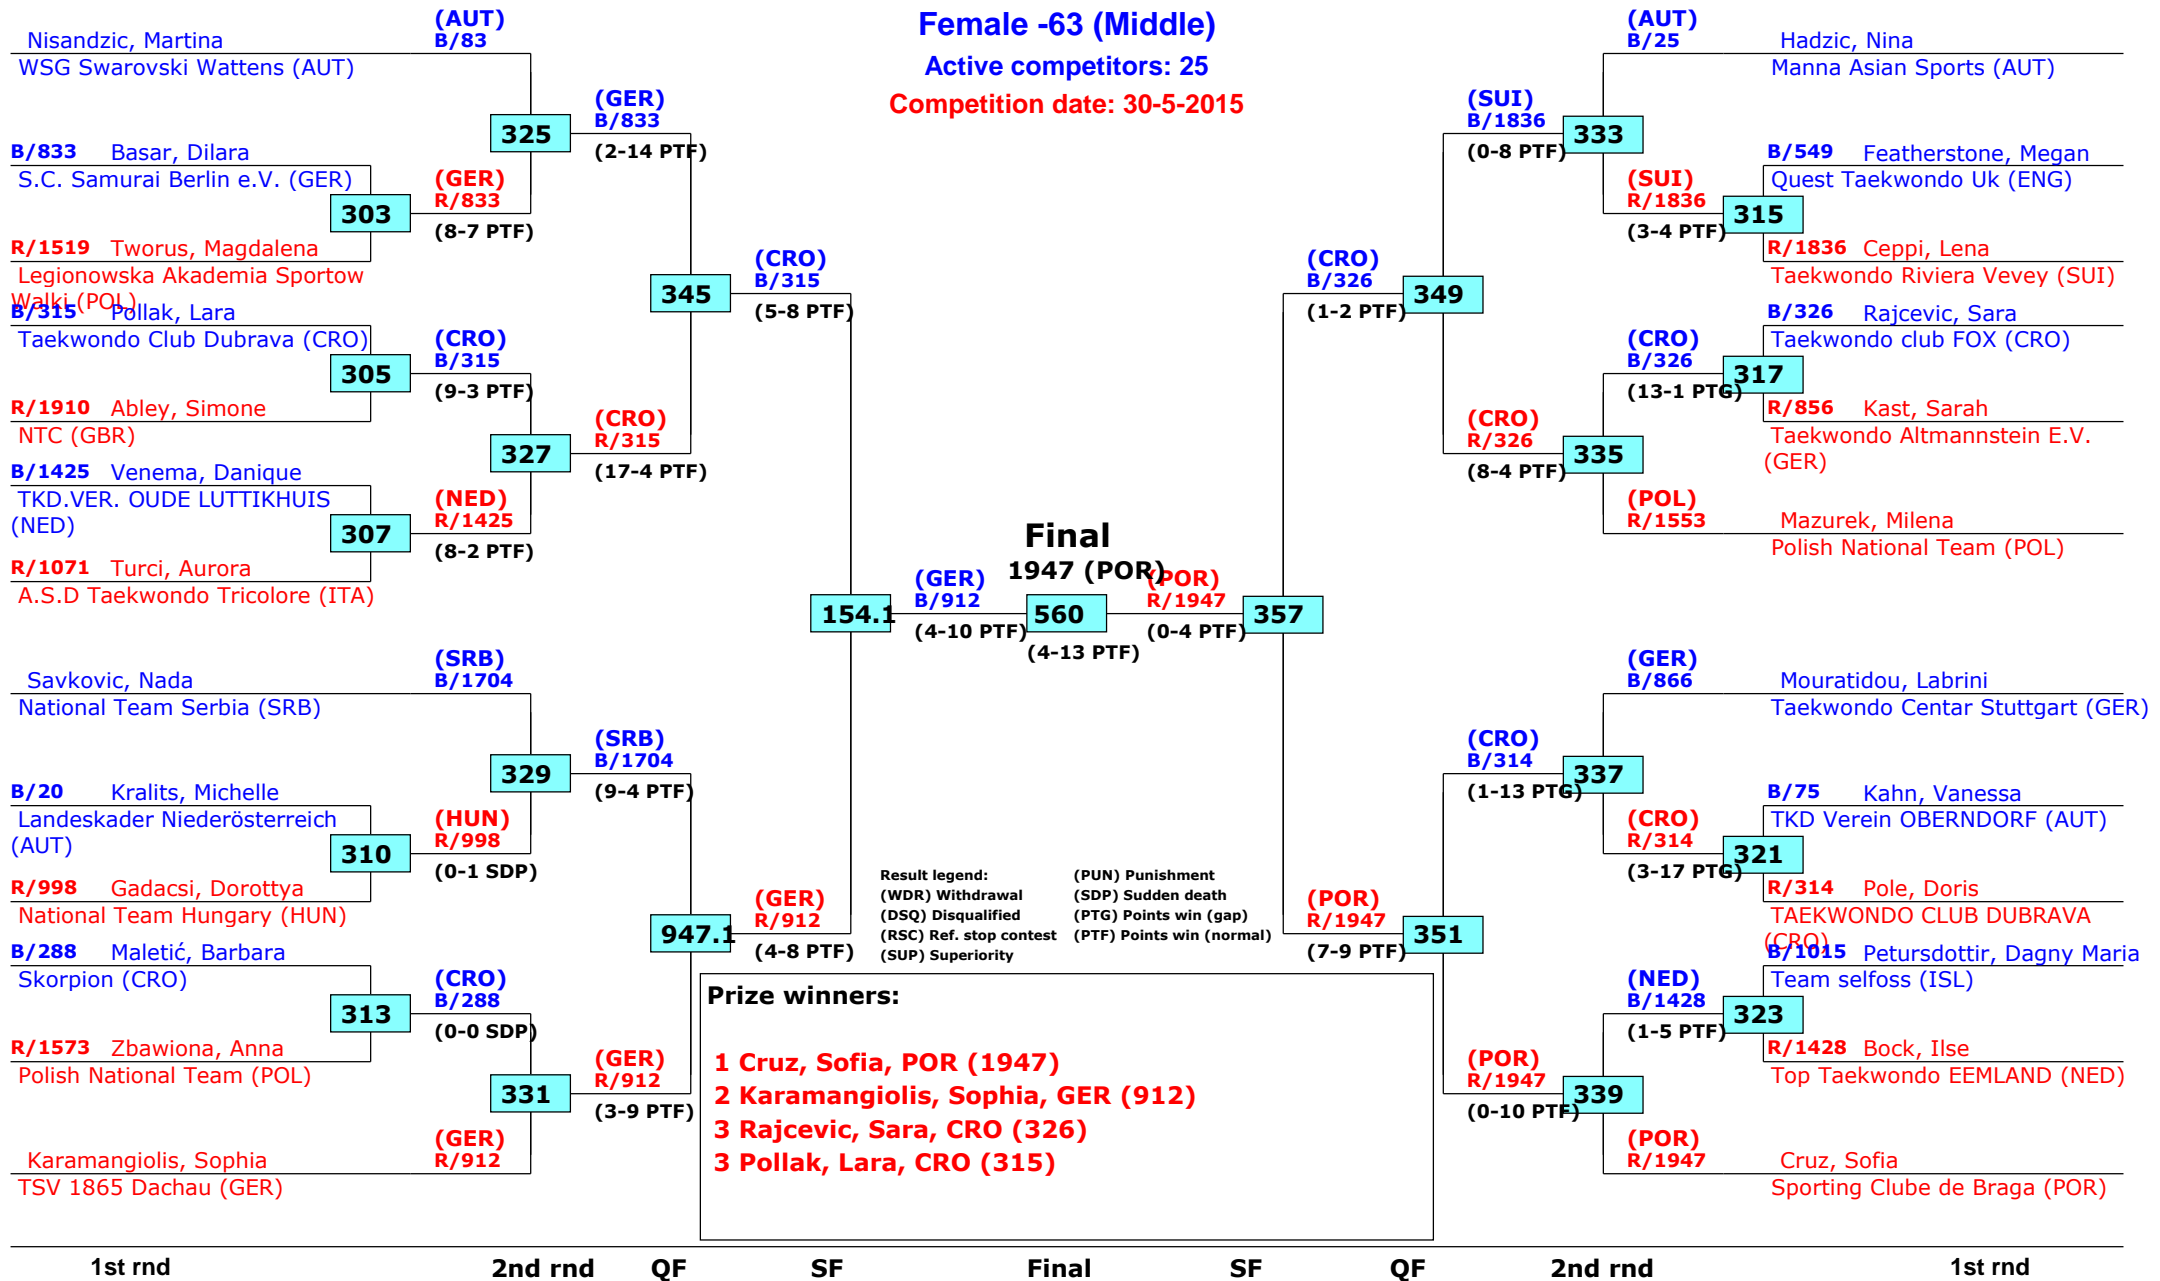 Female -63 (Middle)
Active competitors: 25
Competition date: 30-5-2015
Nisandzic, Martina
WSG Swarovski Wattens (AUT)
(AUT)
B/83
325
(GER)
B/833
(2-14 PTF)
B/833 Basar, Dilara
S.C. Samurai Berlin e.V. (GER)
303
(GER)
R/833
(8-7 PTF)
R/1519 Tworus, Magdalena
Legionowska Akademia Sportow
Walki (POL)
345
(CRO)
B/315
(5-8 PTF)
B/315 Pollak, Lara
Taekwondo Club Dubrava (CRO)
305
(CRO)
B/315
(9-3 PTF)
R/1910 Abley, Simone
NTC (GBR)
327
(CRO)
R/315
(17-4 PTF)
B/1425 Venema, Danique
TKD.VER. OUDE LUTTIKHUIS
(NED)
307
(NED)
R/1425
(8-2 PTF)
R/1071 Turci, Aurora
A.S.D Taekwondo Tricolore (ITA)
154.1
(GER)
B/912
(4-10 PTF)
Final
1947 (POR)
560
(4-13 PTF)
(POR)
R/1947
(0-4 PTF)
357
Savkovic, Nada
National Team Serbia (SRB)
(SRB)
B/1704
329
(SRB)
B/1704
(9-4 PTF)
B/20 Kralits, Michelle
Landeskader Niederösterreich
(AUT)
310
(HUN)
R/998
(0-1 SDP)
R/998 Gadacsi, Dorottya
National Team Hungary (HUN)
947.1
(GER)
R/912
(4-8 PTF)
B/288 Maletić, Barbara
Skorpion (CRO)
313
(CRO)
B/288
(0-0 SDP)
R/1573 Zbawiona, Anna
Polish National Team (POL)
331
(GER)
R/912
(3-9 PTF)
(GER)
R/912
Karamangiolis, Sophia
TSV 1865 Dachau (GER)
(AUT)
B/25
Hadzic, Nina
Manna Asian Sports (AUT)
(SUI)
B/1836
(0-8 PTF)
333
B/549 Featherstone, Megan
Quest Taekwondo Uk (ENG)
(SUI)
R/1836
(3-4 PTF)
315
R/1836 Ceppi, Lena
Taekwondo Riviera Vevey (SUI)
(CRO)
B/326
(1-2 PTF)
349
B/326 Rajcevic, Sara
Taekwondo club FOX (CRO)
(CRO)
B/326
(13-1 PTG)
317
R/856 Kast, Sarah
Taekwondo Altmannstein E.V.
(GER)
(CRO)
R/326
(8-4 PTF)
335
(POL)
R/1553
Mazurek, Milena
Polish National Team (POL)
(GER)
B/866
Mouratidou, Labrini
Taekwondo Centar Stuttgart (GER)
(CRO)
B/314
(1-13 PTG)
337
B/75 Kahn, Vanessa
TKD Verein OBERNDORF (AUT)
(CRO)
R/314
(3-17 PTG)
321
R/314 Pole, Doris
TAEKWONDO CLUB DUBRAVA
(CRO)
(POR)
R/1947
(7-9 PTF)
351
B/1015 Petursdottir, Dagny Maria
Team selfoss (ISL)
(NED)
B/1428
(1-5 PTF)
323
R/1428 Bock, Ilse
Top Taekwondo EEMLAND (NED)
(POR)
R/1947
(0-10 PTF)
339
(POR)
R/1947
Cruz, Sofia
Sporting Clube de Braga (POR)
Result legend:
(WDR) Withdrawal
(DSQ) Disqualified
(RSC) Ref. stop contest
(SUP) Superiority
(PUN) Punishment
(SDP) Sudden death
(PTG) Points win (gap)
(PTF) Points win (normal)
Prize winners:
1 Cruz, Sofia, POR (1947)
2 Karamangiolis, Sophia, GER (912)
3 Rajcevic, Sara, CRO (326)
3 Pollak, Lara, CRO (315)
1st rnd 2nd rnd QF SF Final SF QF 2nd rnd 1st rnd